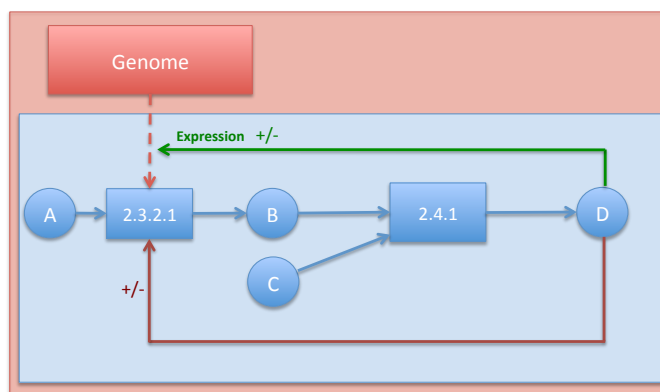 Genome
Expression +/-
A
2.3.2.1
B
2.4.1
D
C
+/-